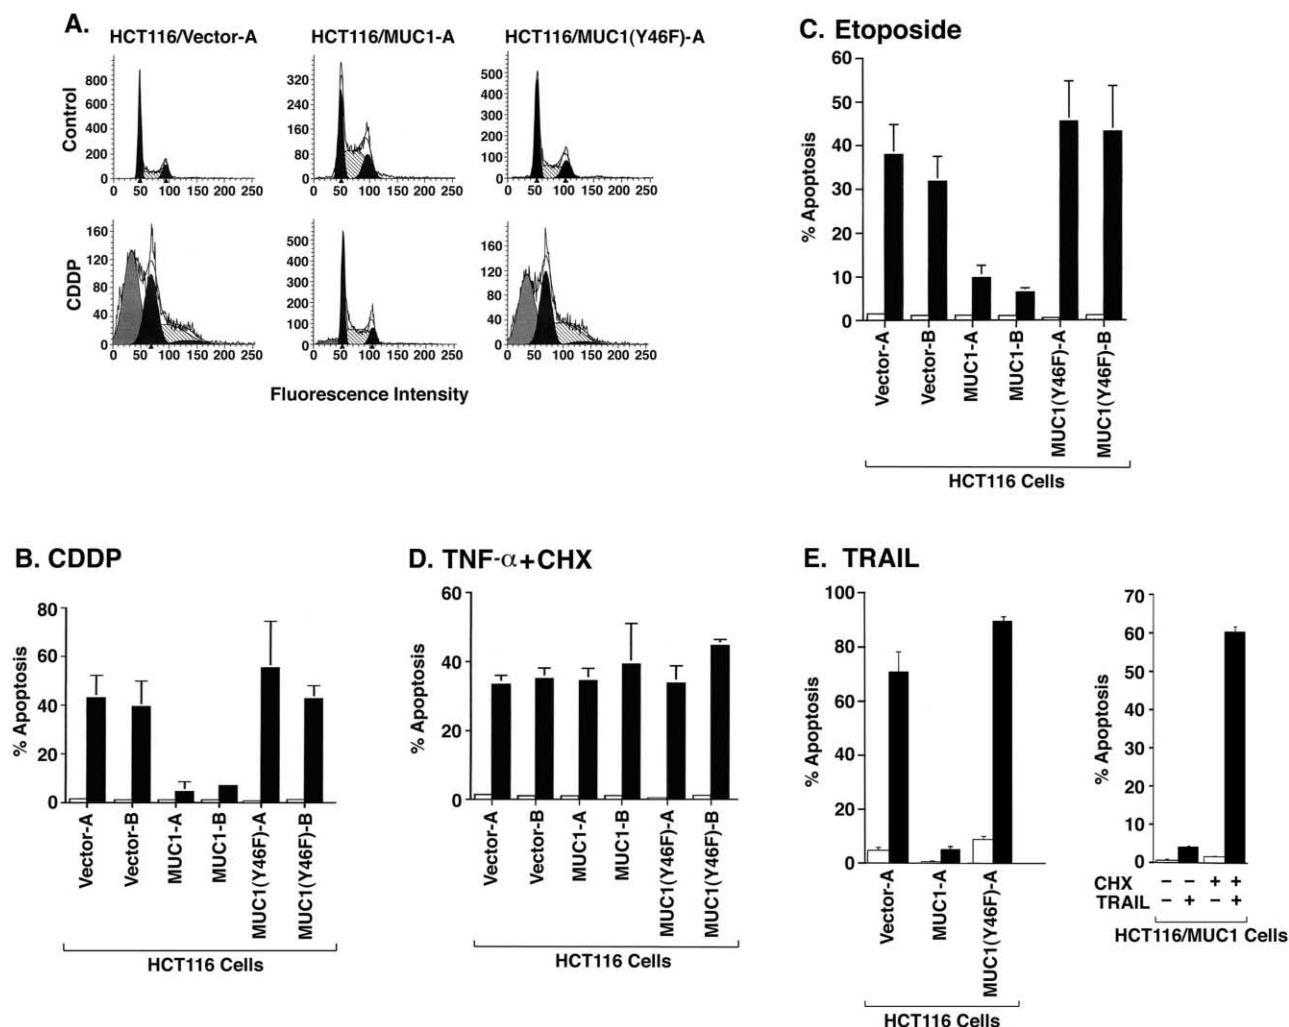 A.
HCT116/Vector-A HCT116/MUC1-A HCT116/MUC1(Y46F)-A
Control
800
600
400
200
0
0 50 100 150 200 250
320
240
160
80
0
0 50 100 150 200 250
500
400
300
200
100
0
0 50 100 150 200 250
CDDP
160
120
80
40
0
0 50 100 150 200 250
500
400
300
200
100
0
0 50 100 150 200 250
160
120
80
40
0
0 50 100 150 200 250
Fluorescence Intensity
C. Etoposide
% Apoptosis
60
50
40
30
20
10
0
Vector-A
Vector-B
MUC1-A
MUC1-B
MUC1(Y46F)-A
MUC1(Y46F)-B
HCT116 Cells
B. CDDP
% Apoptosis
80
60
40
20
0
Vector-A
Vector-B
MUC1-A
MUC1-B
MUC1(Y46F)-A
MUC1(Y46F)-B
HCT116 Cells
D. TNF-α+CHX
% Apoptosis
60
40
20
0
Vector-A
Vector-B
MUC1-A
MUC1-B
MUC1(Y46F)-A
MUC1(Y46F)-B
HCT116 Cells
E. TRAIL
% Apoptosis
100
80
60
40
20
0
Vector-A
MUC1-A
MUC1(Y46F)-A
HCT116 Cells
% Apoptosis
70
60
50
40
30
20
10
0
CHX – – + +
TRAIL – + – +
HCT116/MUC1 Cells